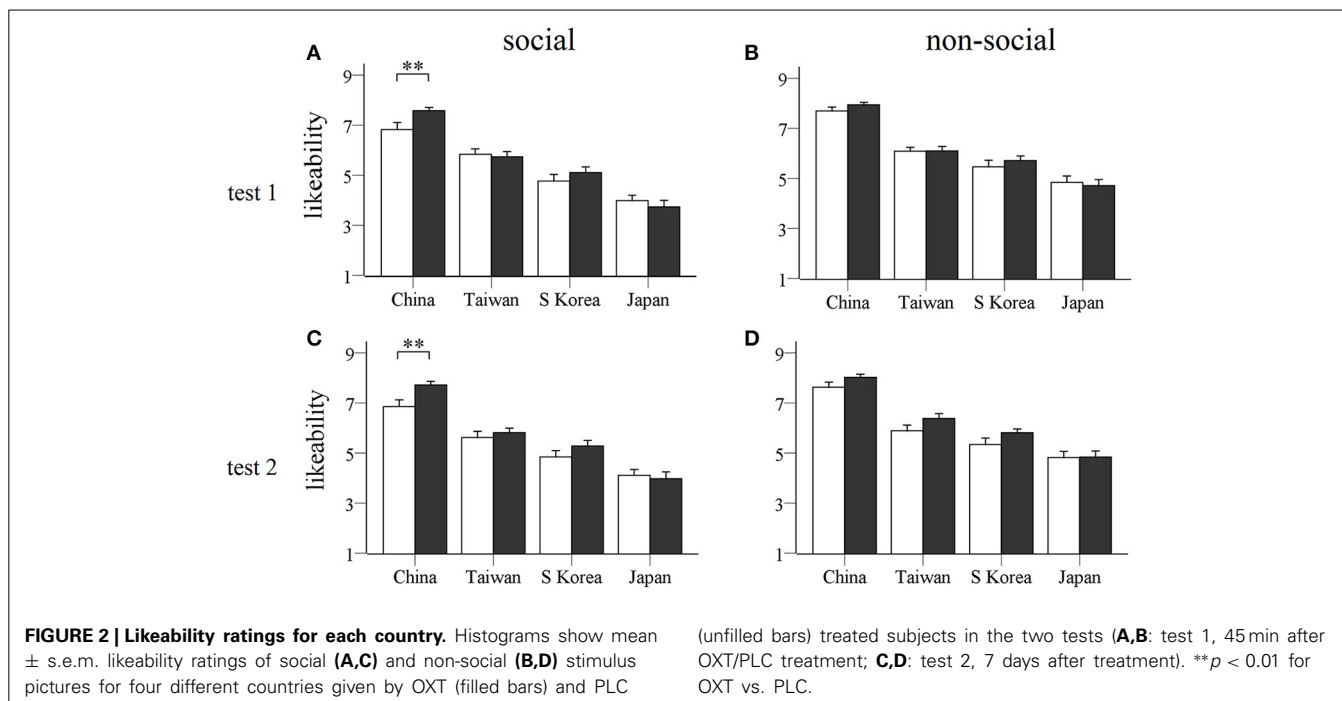 social
non-social
A
**
9
7
5
3
1
likeability
test 1
China
Taiwan
S Korea
Japan
B
9
7
5
3
1
China
Taiwan
S Korea
Japan
C
**
9
7
5
3
1
likeability
test 2
China
Taiwan
S Korea
Japan
D
9
7
5
3
1
China
Taiwan
S Korea
Japan
FIGURE 2 | Likeability ratings for each country. Histograms show mean
± s.e.m. likeability ratings of social (A,C) and non-social (B,D) stimulus
pictures for four different countries given by OXT (filled bars) and PLC
(unfilled bars) treated subjects in the two tests (A,B: test 1, 45 min after
OXT/PLC treatment; C,D: test 2, 7 days after treatment). **p < 0.01 for
OXT vs. PLC.